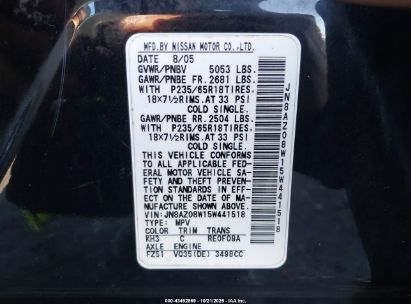 MFD.BY NISSAN MOTOR CO.,LTD.
DATE 8/05
GVWR/PNBV 5053 LBS.
GAWR/PNBE FR. 2681 LBS.
WITH P235/65R18TIRES.
18X7½RIMS.AT 33 PSI
COLD SINGLE.
GAWR/PNBE RR. 2504 LBS.
WITH P235/65R18TIRES.
18X7½RIMS.AT 33 PSI
COLD SINGLE.
THIS VEHICLE CONFORMS
TO ALL APPLICABLE FED-
ERAL MOTOR VEHICLE SA-
FETY AND THEFT
PREVENTION STANDARDS IN
EFFECT ON THE DATE OF MA-
NUFACTURE SHOWN ABOVE.
VIN: JN8AZ08W15W441518
TYPE: MPV
COLOR TRIM TRANS
KH3 C RE0F09A
AXLE ENGINE
FZ51 VQ35(DE) 3498CC
JN8AZ08W15W441518